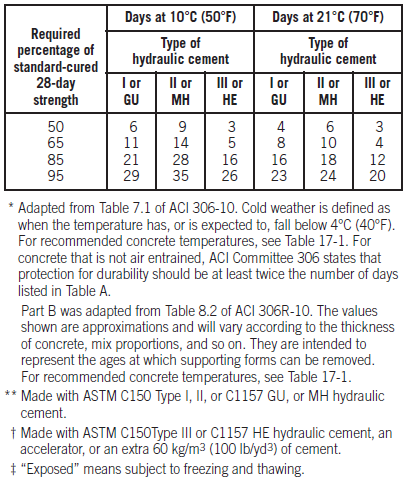 Required percentage of standard-cured 28-day strength
Days at 10°C (50°F) Days at 21°C (70°F)
Type of hydraulic cement Type of hydraulic cement
I or GU II or MH III or HE I or GU II or MH III or HE
50 6 9 3 4 6 3
65 11 14 5 8 10 4
85 21 28 16 16 18 12
95 29 35 26 23 24 20
* Adapted from Table 7.1 of ACI 306-10. Cold weather is defined as
when the temperature has, or is expected to, fall below 4°C (40°F).
For recommended concrete temperatures, see Table 17-1. For
concrete that is not air entrained, ACI Committee 306 states that
protection for durability should be at least twice the number of days
listed in Table A.
Part B was adapted from Table 8.2 of ACI 306R-10. The values
shown are approximations and will vary according to the thickness
of concrete, mix proportions, and so on. They are intended to
represent the ages at which supporting forms can be removed.
For recommended concrete temperatures, see Table 17-1.
** Made with ASTM C150 Type I, II, or C1157 GU, or MH hydraulic
cement.
† Made with ASTM C150Type III or C1157 HE hydraulic cement, an
accelerator, or an extra 60 kg/m3 (100 lb/yd3) of cement.
‡ “Exposed” means subject to freezing and thawing.